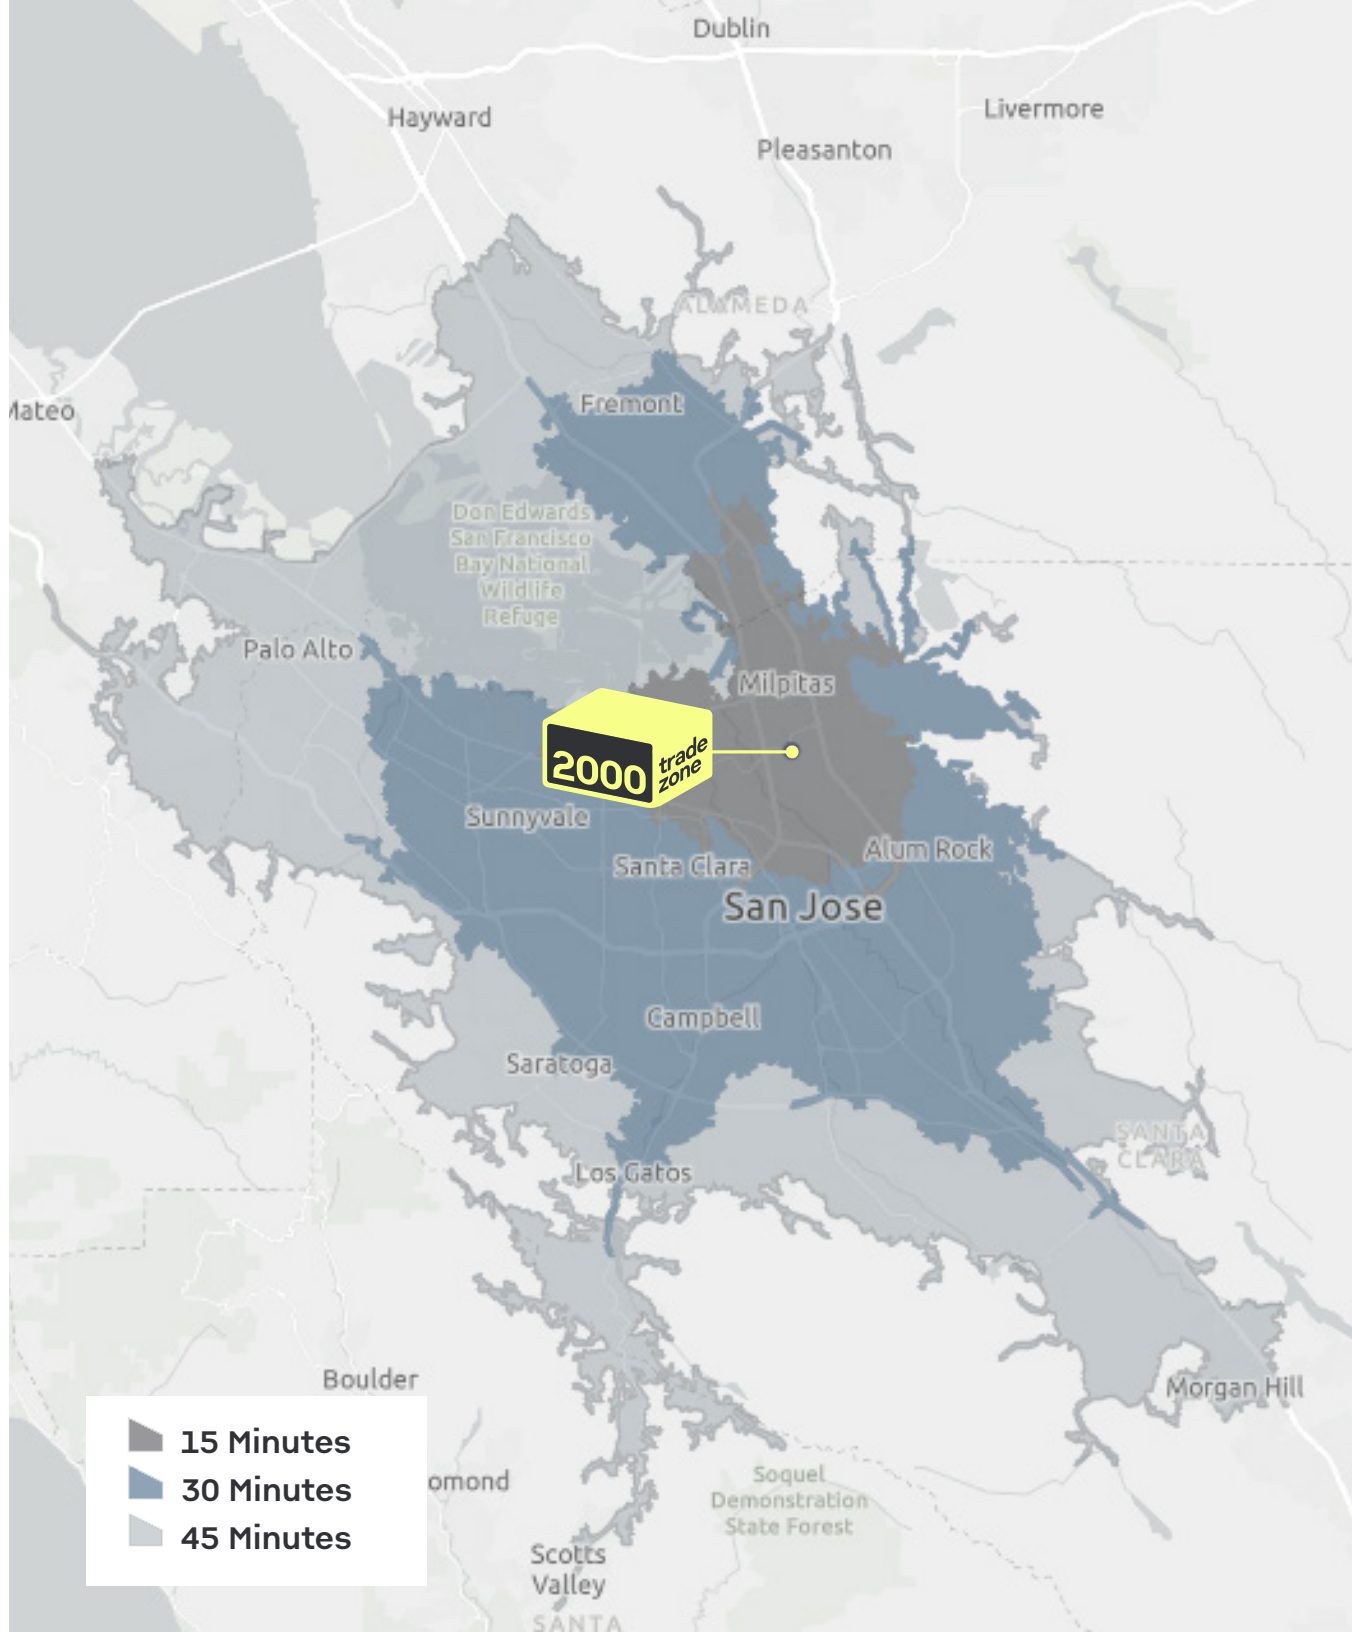 Dublin
Livermore
Hayward
Pleasanton
ALAMEDA
Mateo
Fremont
Don Edwards
San Francisco
Bay National
Wildlife
Refuge
Palo Alto
Milpitas
2000
trade
zone
Sunnyvale
Santa Clara
Alum Rock
San Jose
Campbell
Saratoga
SANTA
CLARA
Los Gatos
Boulder
Morgan Hill
15 Minutes
30 Minutes
45 Minutes
omond
Soquel
Demonstration
State Forest
Scotts
Valley
SANTA